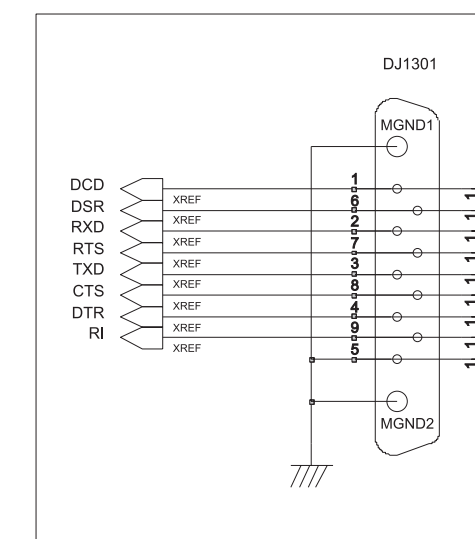 DJ1301
MGND1
DCD
XREF
1
DSR
XREF
6
RXD
XREF
2
RTS
XREF
7
TXD
XREF
3
CTS
XREF
8
DTR
XREF
4
RI
XREF
9
5
MGND2